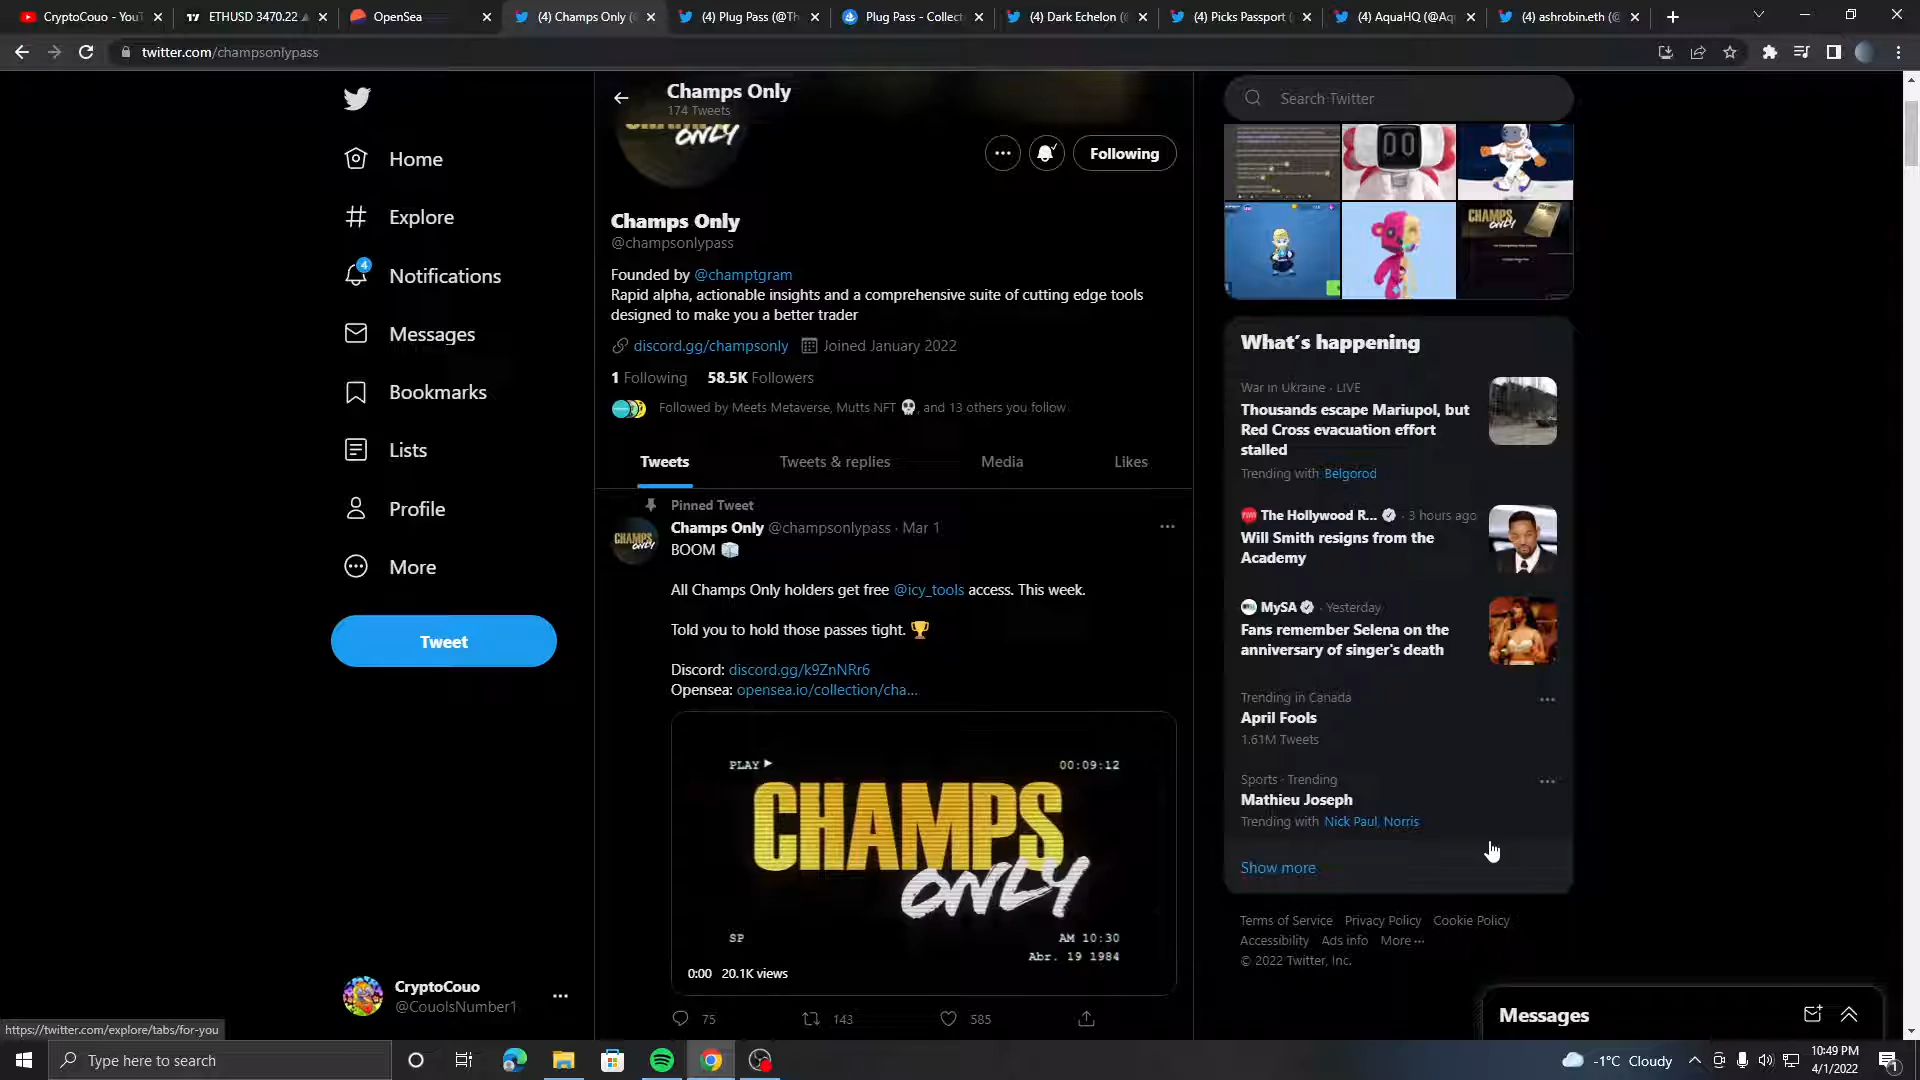 CryptoCouo - YouT
ETHUSD 3470.22
OpenSea
(4) Champs Only (
(4) Plug Pass (@Th
Plug Pass - Collect
(4) Dark Echelon (
(4) Picks Passport (
(4) AquaHQ (@Aq
(4) ashrobin.eth (@
twitter.com/champsonlypass
Home
Explore
4
Notifications
Messages
Bookmarks
Lists
Profile
More
Tweet
CryptoCouo
@CouoIsNumber1
https://twitter.com/explore/tabs/for-you
Champs Only
174 Tweets
ONLY
Following
Champs Only
@champsonlypass
Founded by @champtgram
Rapid alpha, actionable insights and a comprehensive suite of cutting edge tools
designed to make you a better trader
discord.gg/champsonly Joined January 2022
1 Following 58.5K Followers
Followed by Meets Metaverse, Mutts NFT 💀, and 13 others you follow
Tweets Tweets & replies Media Likes
Pinned Tweet
CHAMPS
ONLY
Champs Only @champsonlypass · Mar 1
BOOM 🧊
All Champs Only holders get free @icy_tools access. This week.
Told you to hold those passes tight. 🏆
Discord: discord.gg/k9ZnNRr6
Opensea: opensea.io/collection/cha...
PLAY 00:09:12
CHAMPS
ONLY
SP AM 10:30
Abr. 19 1984
0:00 20.1K views
75 143 585
Search Twitter
00
CHAMPS
ONLY
What's happening
War in Ukraine · LIVE
Thousands escape Mariupol, but
Red Cross evacuation effort
stalled
Trending with Belgorod
The Hollywood R... · 3 hours ago
Will Smith resigns from the
Academy
MySA · Yesterday
Fans remember Selena on the
anniversary of singer's death
Trending in Canada
April Fools
1.61M Tweets
Sports · Trending
Mathieu Joseph
Trending with Nick Paul, Norris
Show more
Terms of Service Privacy Policy Cookie Policy
Accessibility Ads info More ···
© 2022 Twitter, Inc.
Messages
Type here to search
-1°C Cloudy
10:49 PM
4/1/2022
1